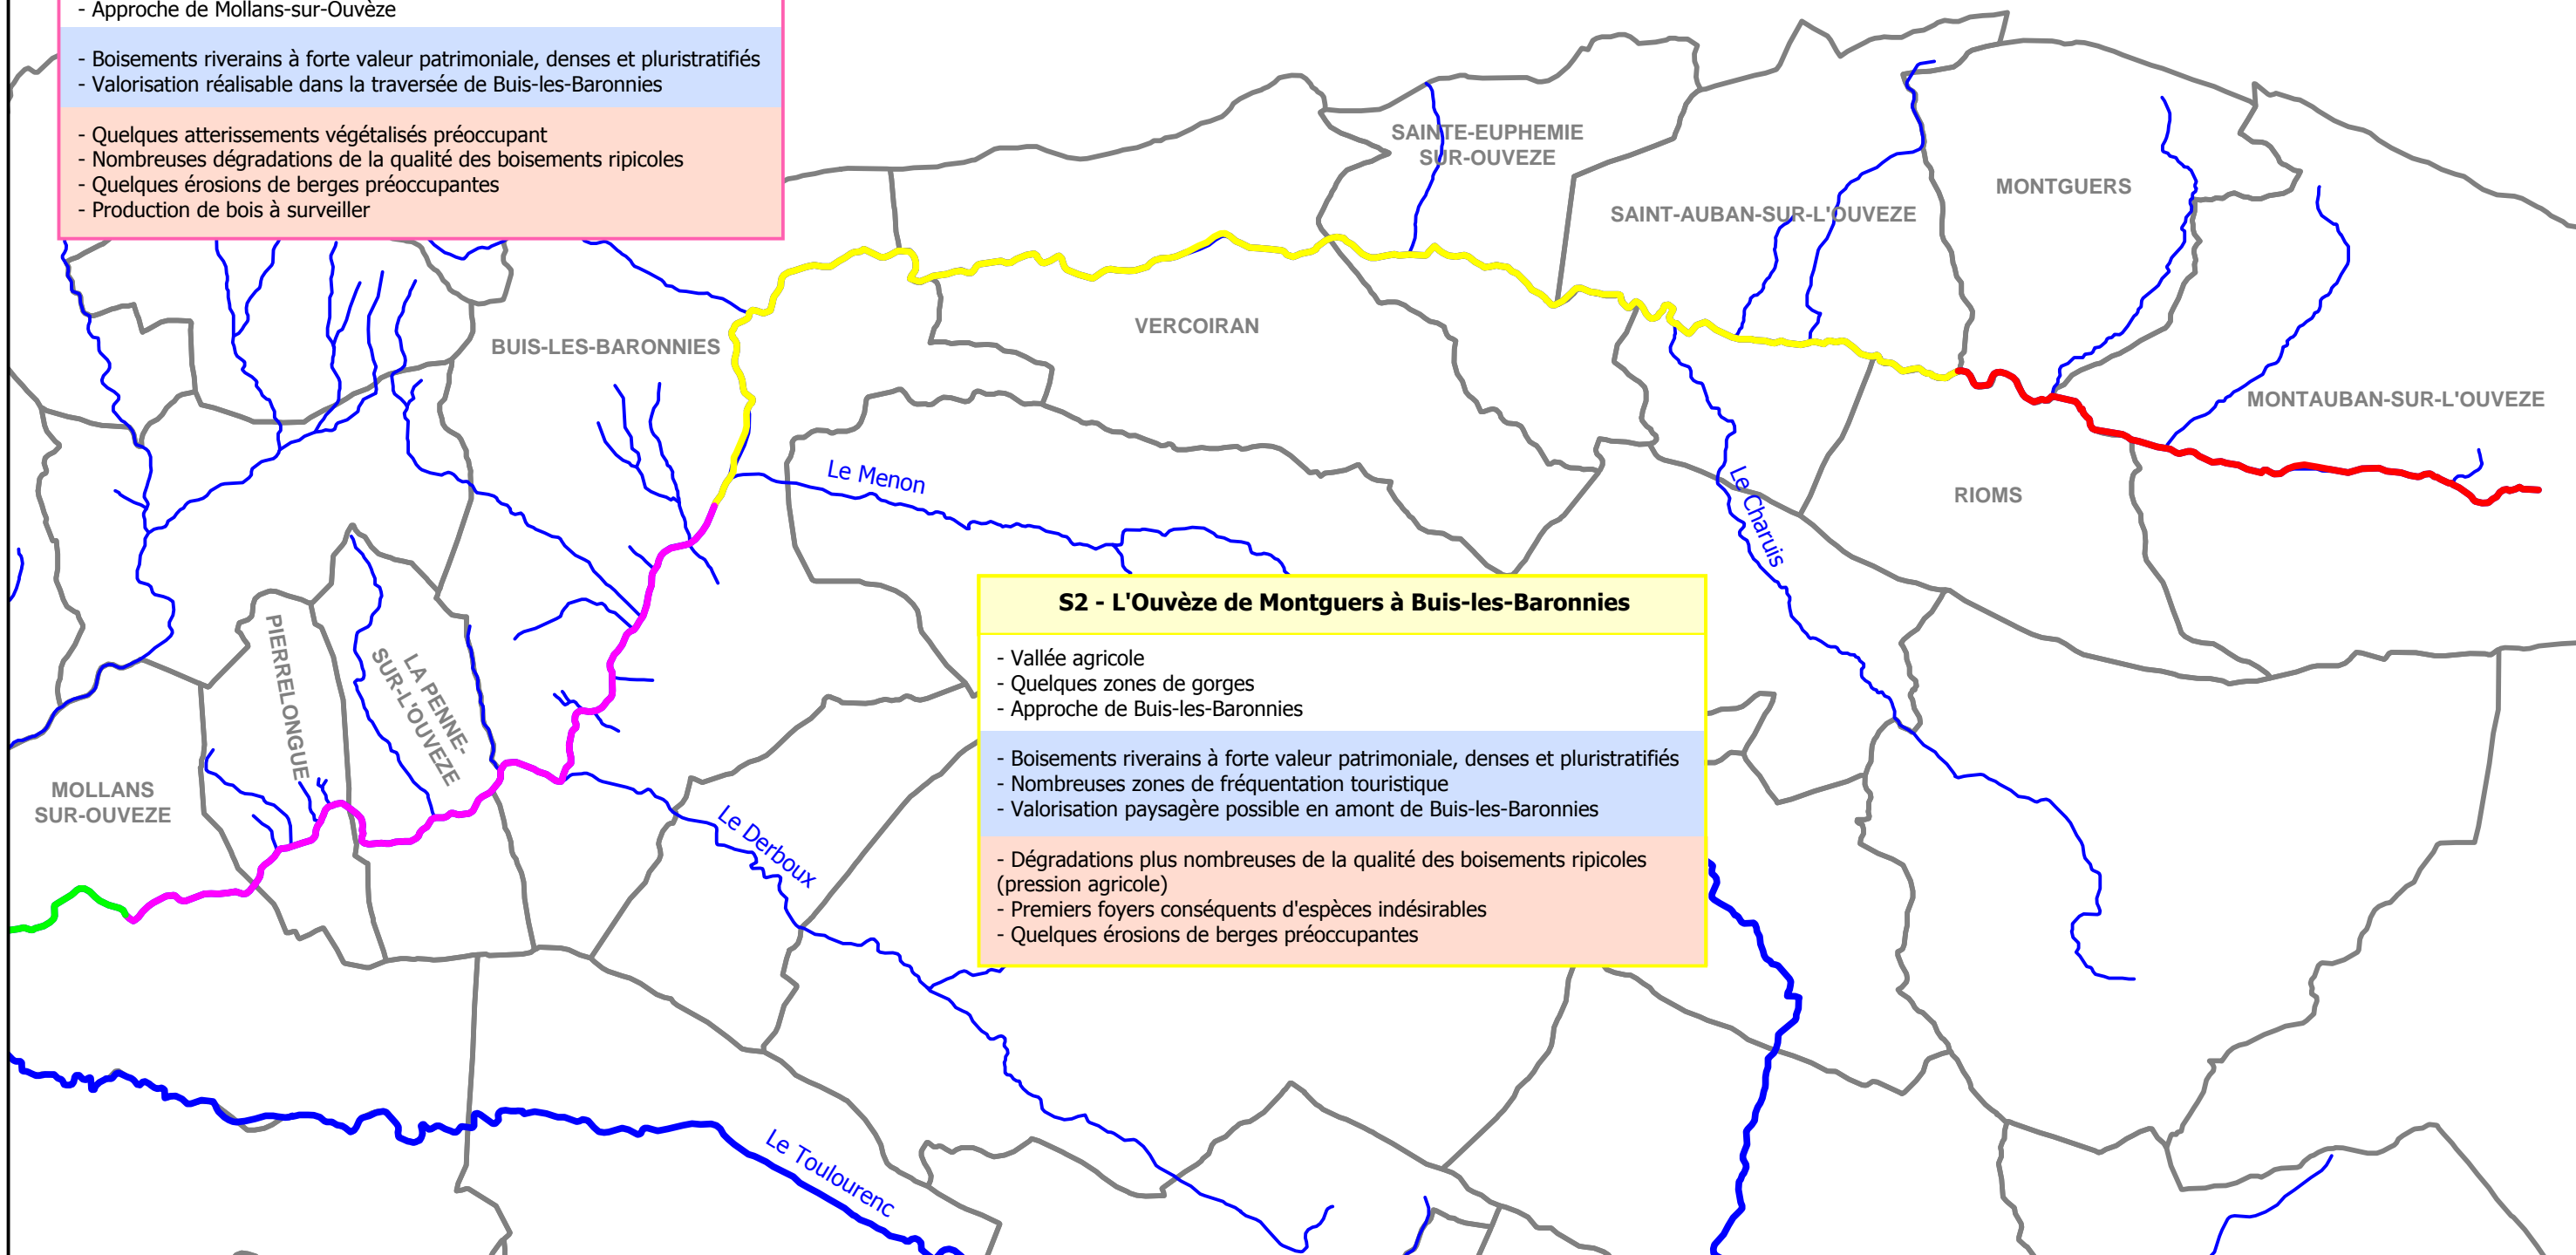 - Approche de Mollans-sur-Ouvèze
- Boisements riverains à forte valeur patrimoniale, denses et pluristratifiés
- Valorisation réalisable dans la traversée de Buis-les-Baronnies
- Quelques atterissements végétalisés préoccupant
- Nombreuses dégradations de la qualité des boisements ripicoles
- Quelques érosions de berges préoccupantes
- Production de bois à surveiller
SAINTE-EUPHEMIE
SUR-OUVEZE
SAINT-AUBAN-SUR-L'OUVEZE
MONTGUERS
BUIS-LES-BARONNIES
VERCOIRAN
MONTAUBAN-SUR-L'OUVEZE
Le Menon
Le Charuis
RIOMS
PIERRELONGUE
LA PENNE-
SUR-L'OUVEZE
MOLLANS
SUR-OUVEZE
S2 - L'Ouvèze de Montguers à Buis-les-Baronnies
- Vallée agricole
- Quelques zones de gorges
- Approche de Buis-les-Baronnies
- Boisements riverains à forte valeur patrimoniale, denses et pluristratifiés
- Nombreuses zones de fréquentation touristique
- Valorisation paysagère possible en amont de Buis-les-Baronnies
- Dégradations plus nombreuses de la qualité des boisements ripicoles
(pression agricole)
- Premiers foyers conséquents d'espèces indésirables
- Quelques érosions de berges préoccupantes
Le Derboux
Le Toulourenc